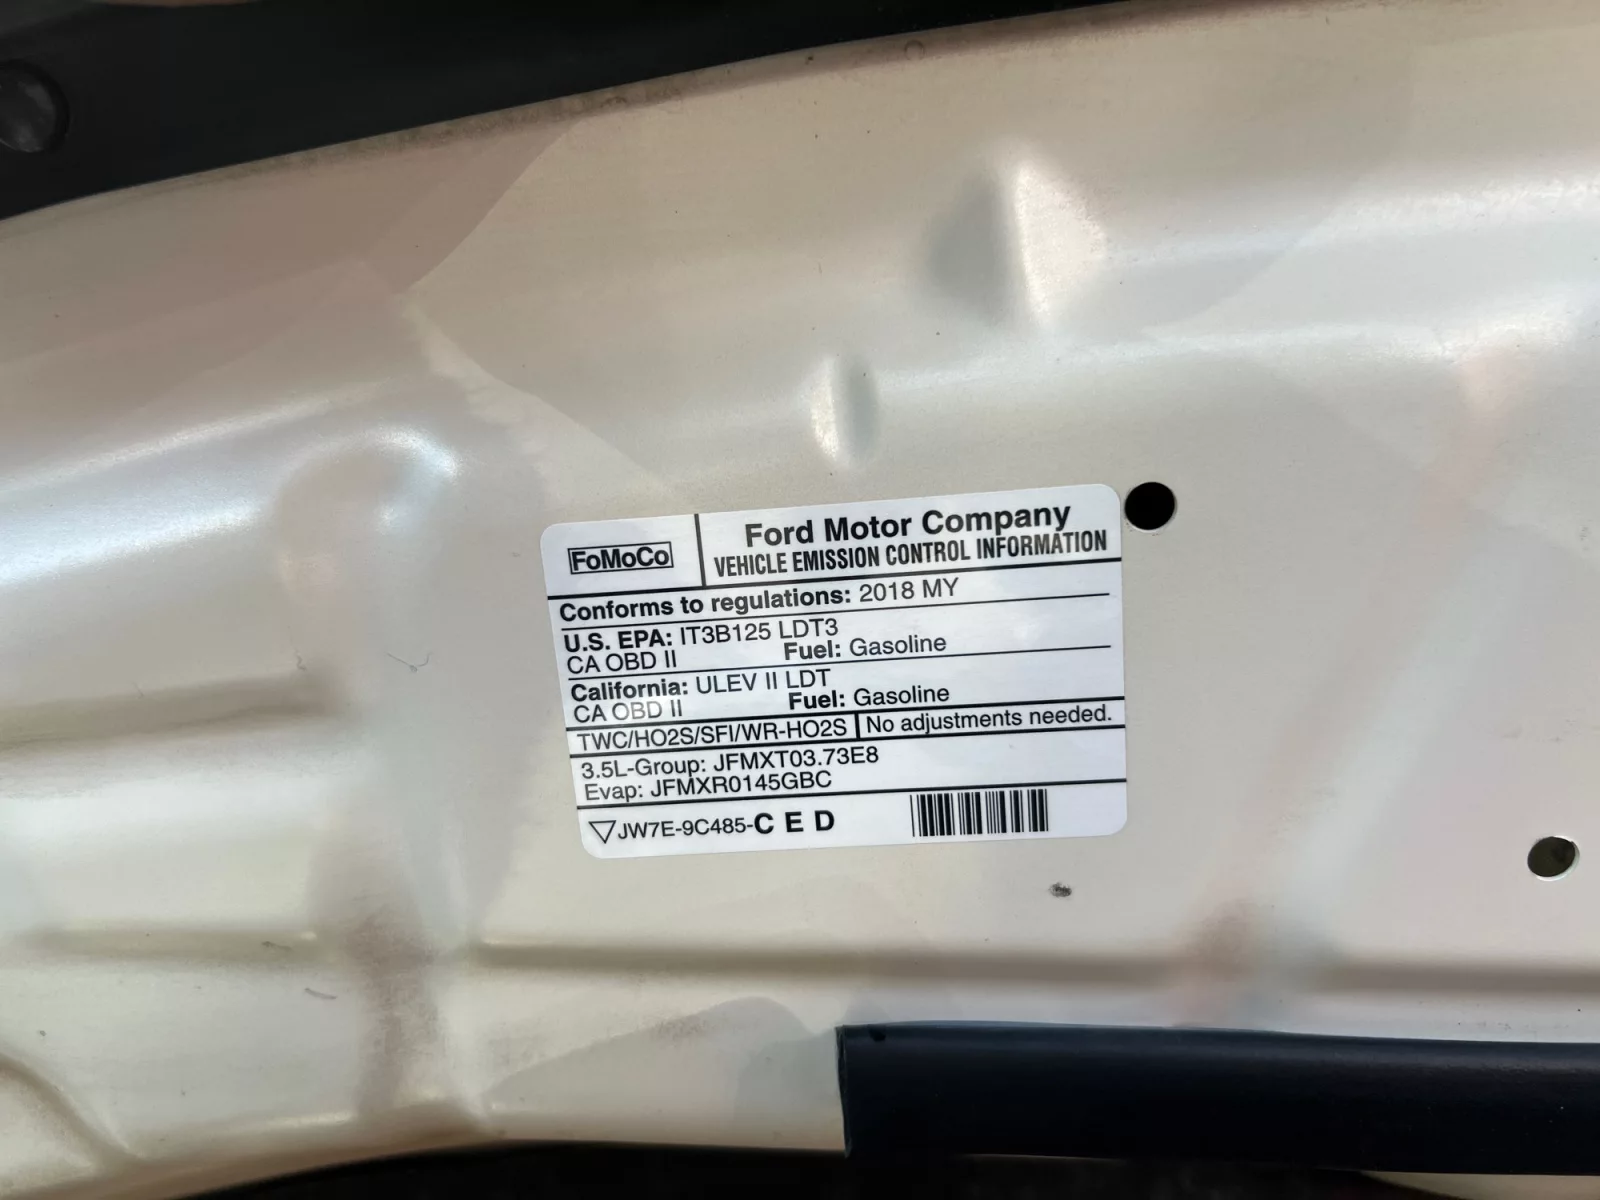 FoMoCo
Ford Motor Company
VEHICLE EMISSION CONTROL INFORMATION
Conforms to regulations: 2018 MY
U.S. EPA: IT3B125 LDT3
CA OBD II Fuel: Gasoline
California: ULEV II LDT
CA OBD II Fuel: Gasoline
TWC/HO2S/SFI/WR-HO2S No adjustments needed.
3.5L-Group: JFMXT03.73E8
Evap: JFMXR0145GBC
JW7E-9C485-C E D